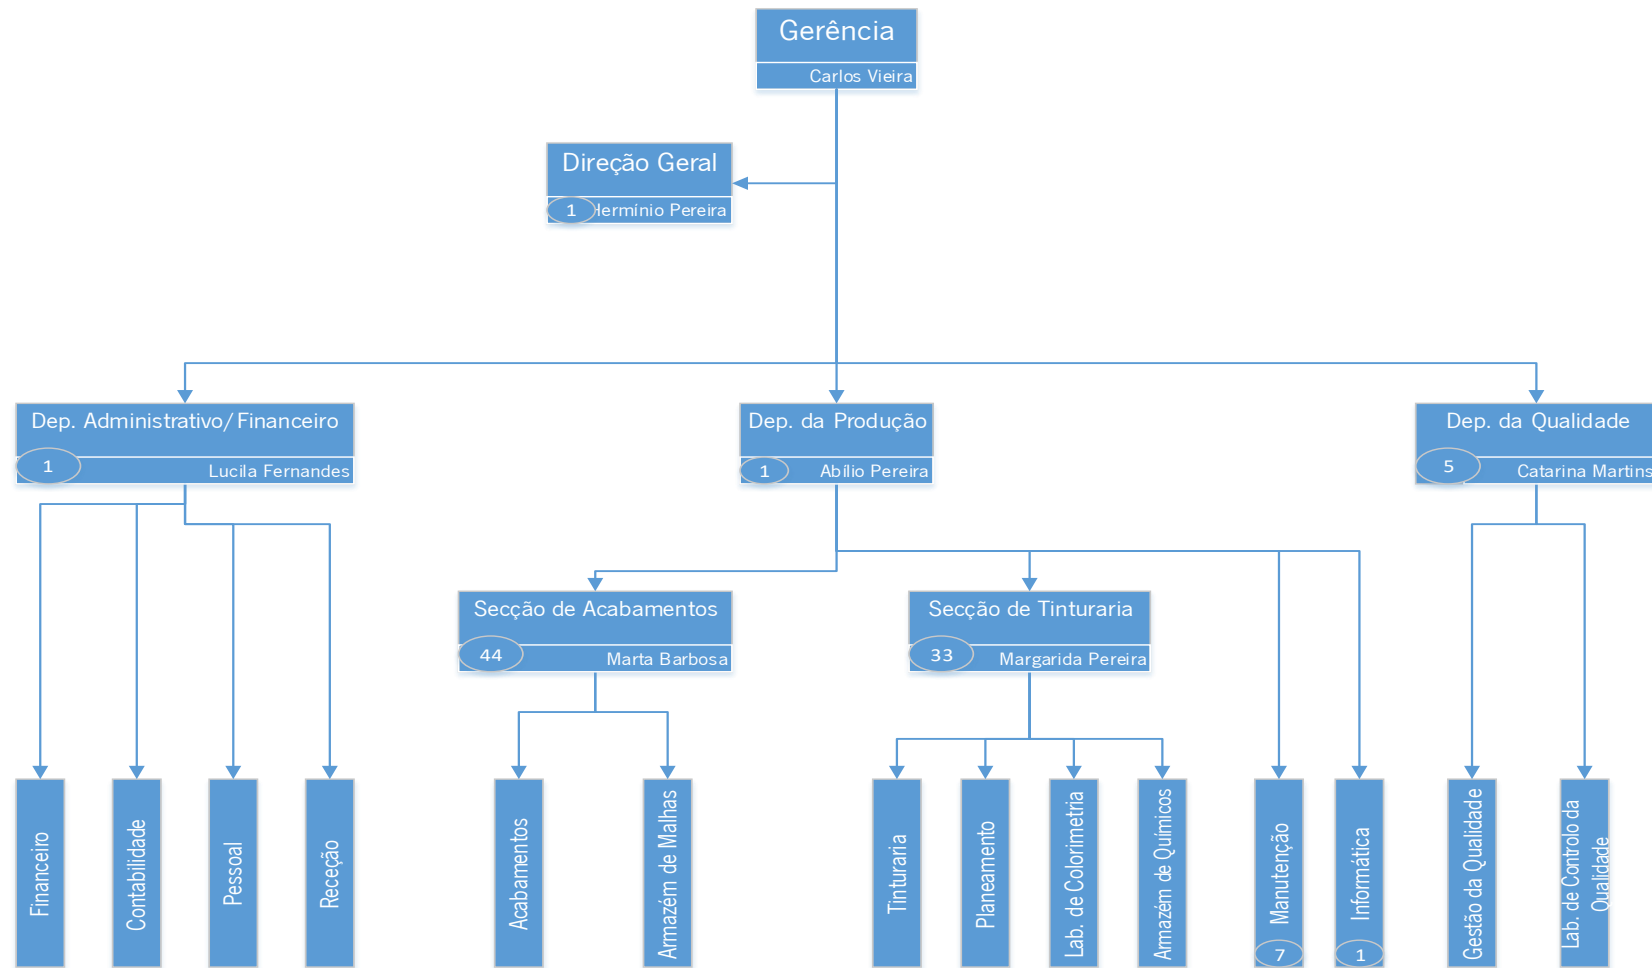 Gerência
Carlos Vieira
Direção Geral
1 Hermínio Pereira
Dep. Administrativo/Financeiro
1 Lucila Fernandes
Dep. da Produção
1 Abílio Pereira
Dep. da Qualidade
5 Catarina Martins
Secção de Acabamentos
44 Marta Barbosa
Secção de Tinturaria
33 Margarida Pereira
Financeiro
Contabilidade
Pessoal
Receção
Acabamentos
Armazém de Malhas
Tinturaria
Planeamento
Lab. de Colorimetria
Armazém de Químicos
Manutenção
7
Informática
1
Gestão da Qualidade
Lab. de Controlo da
Qualidade